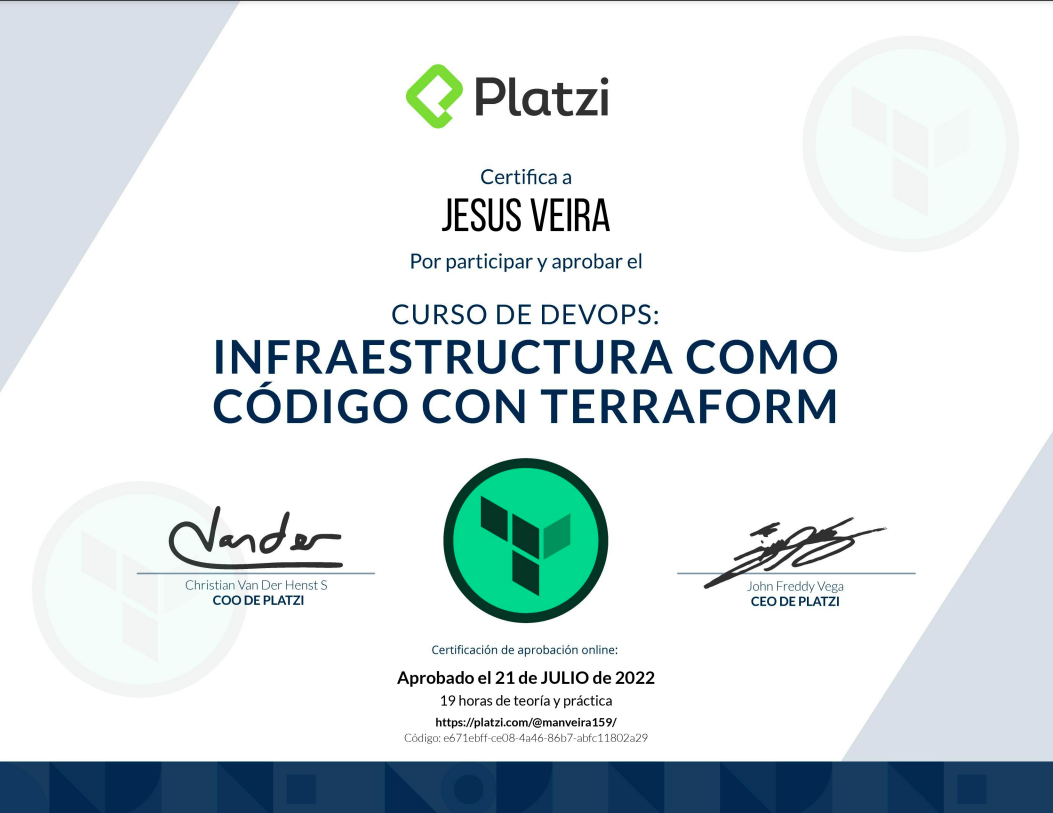 Platzi
Certifica a
JESUS VEIRA
Por participar y aprobar el
CURSO DE DEVOPS:
INFRAESTRUCTURA COMO
CÓDIGO CON TERRAFORM
Vander
Christian Van Der Henst S
COO DE PLATZI
John Freddy Vega
CEO DE PLATZI
Certificación de aprobación online:
Aprobado el 21 de JULIO de 2022
19 horas de teoría y práctica
https://platzi.com/@manveira159/
Código: e671ebff-ce08-4a46-86b7-abfc11802a29